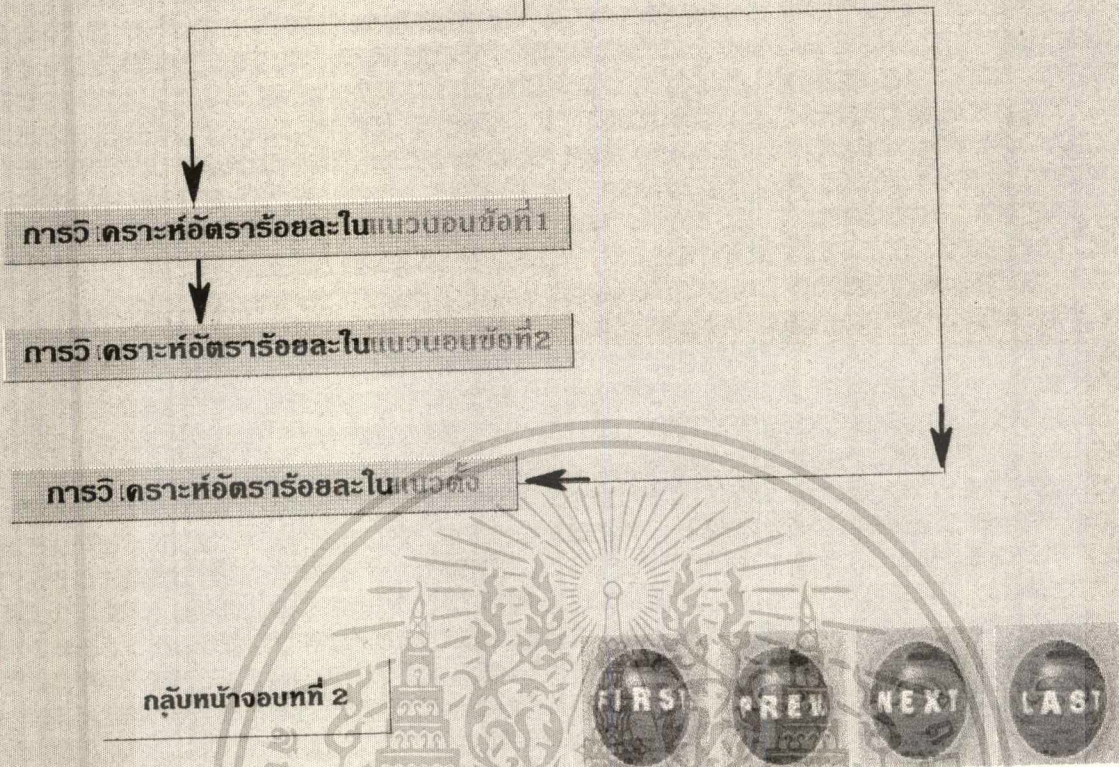 การวิเคราะห์อัตราร้อยละในแนวนอนข้อที่1
การวิเคราะห์อัตราร้อยละในแนวนอนข้อที่2
การวิเคราะห์อัตราร้อยละในแนวตั้ง
กลับหน้าจอบทที่ 2
FIRST PREV. NEXT LAST